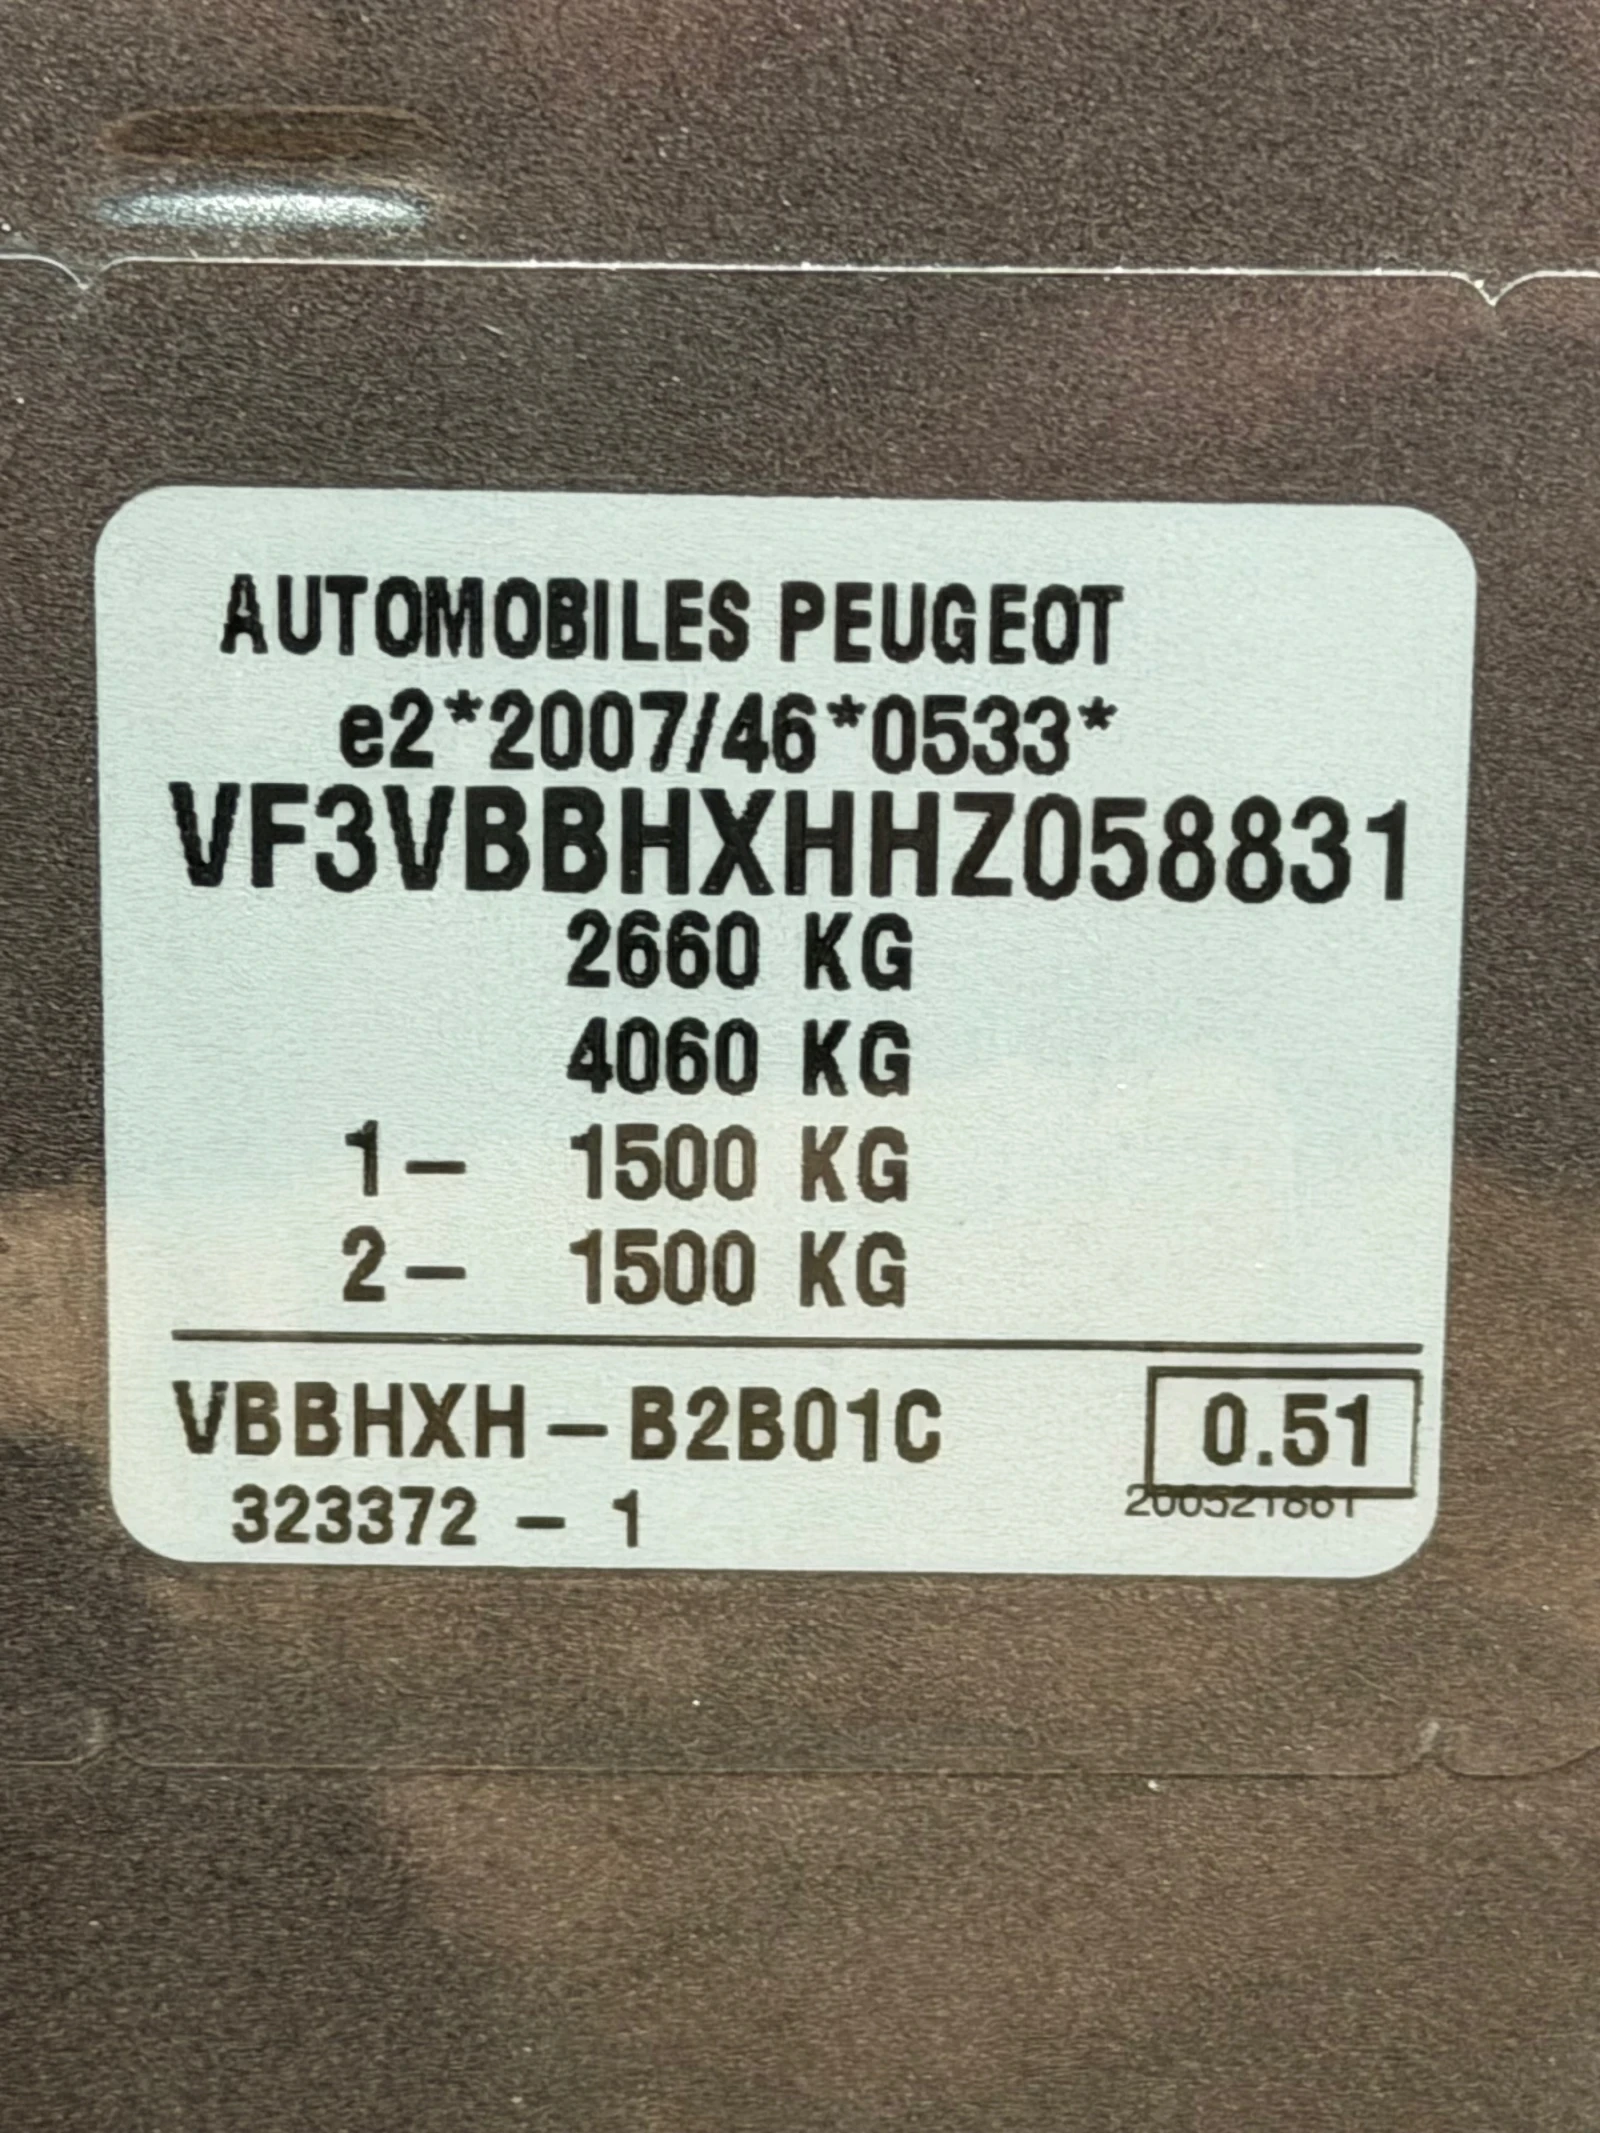 AUTOMOBILES PEUGEOT
e2*2007/46*0533*
VF3VBBHXHHZ058831
2660 KG
4060 KG
1- 1500 KG
2- 1500 KG
VBBHXH-B2B01C 0.51
323372-1